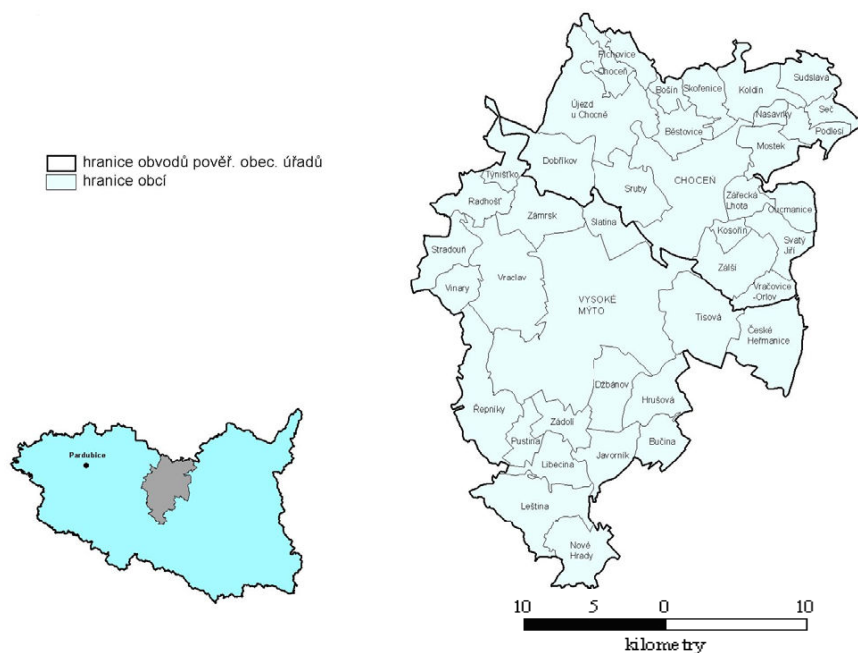 hranice obvodů pověř. obec. úřadů
hranice obcí
Pardubice
Plchovice
Choceň
Újezd
u Chocně
Bošín
Skořenice
Koldín
Sudslava
Nasavrky
Seč
Podlesí
Běstovice
Mostek
Dobříkov
Týnišťko
Sruby
CHOCEŇ
Radhošť
Zámrsk
Slatina
Zářecká
Lhota
Oucmanice
Kosořín
Svatý
Jiří
Stradouň
Zálší
Vinary
Vraclav
VYSOKÉ
MÝTO
Vračovice
-Orlov
Tisová
České
Heřmanice
Džbánov
Hrušová
Řepníky
Zádolí
Pustina
Bučina
Libecina
Javorník
Leština
Nové
Hrady
10 5 0 10
kilometry